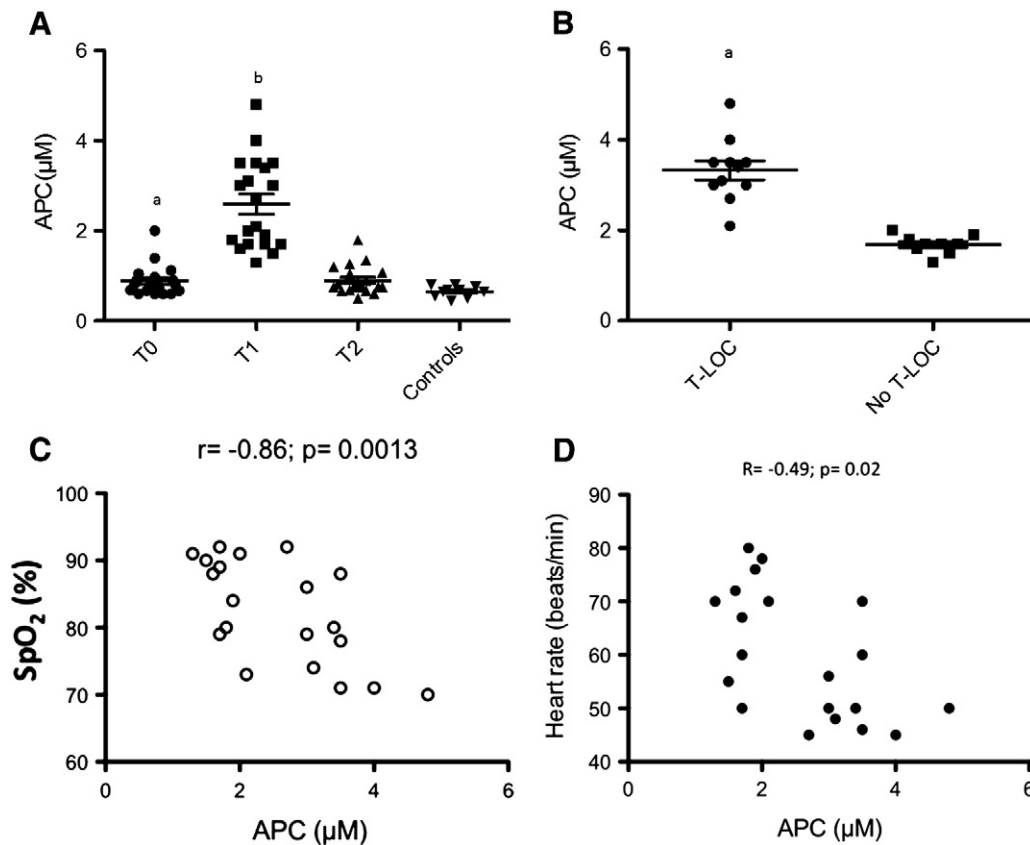 A
6
4
2
0
APC(µM)
a
b
T0
T1
T2
Controls
B
6
4
2
0
APC (µM)
a
T-LOC
No T-LOC
C
r= -0.86; p= 0.0013
100
90
80
70
60
SpO₂ (%)
0
2
4
6
APC (µM)
D
R= -0.49; p= 0.02
90
80
70
60
50
40
Heart rate (beats/min)
0
2
4
6
APC (µM)